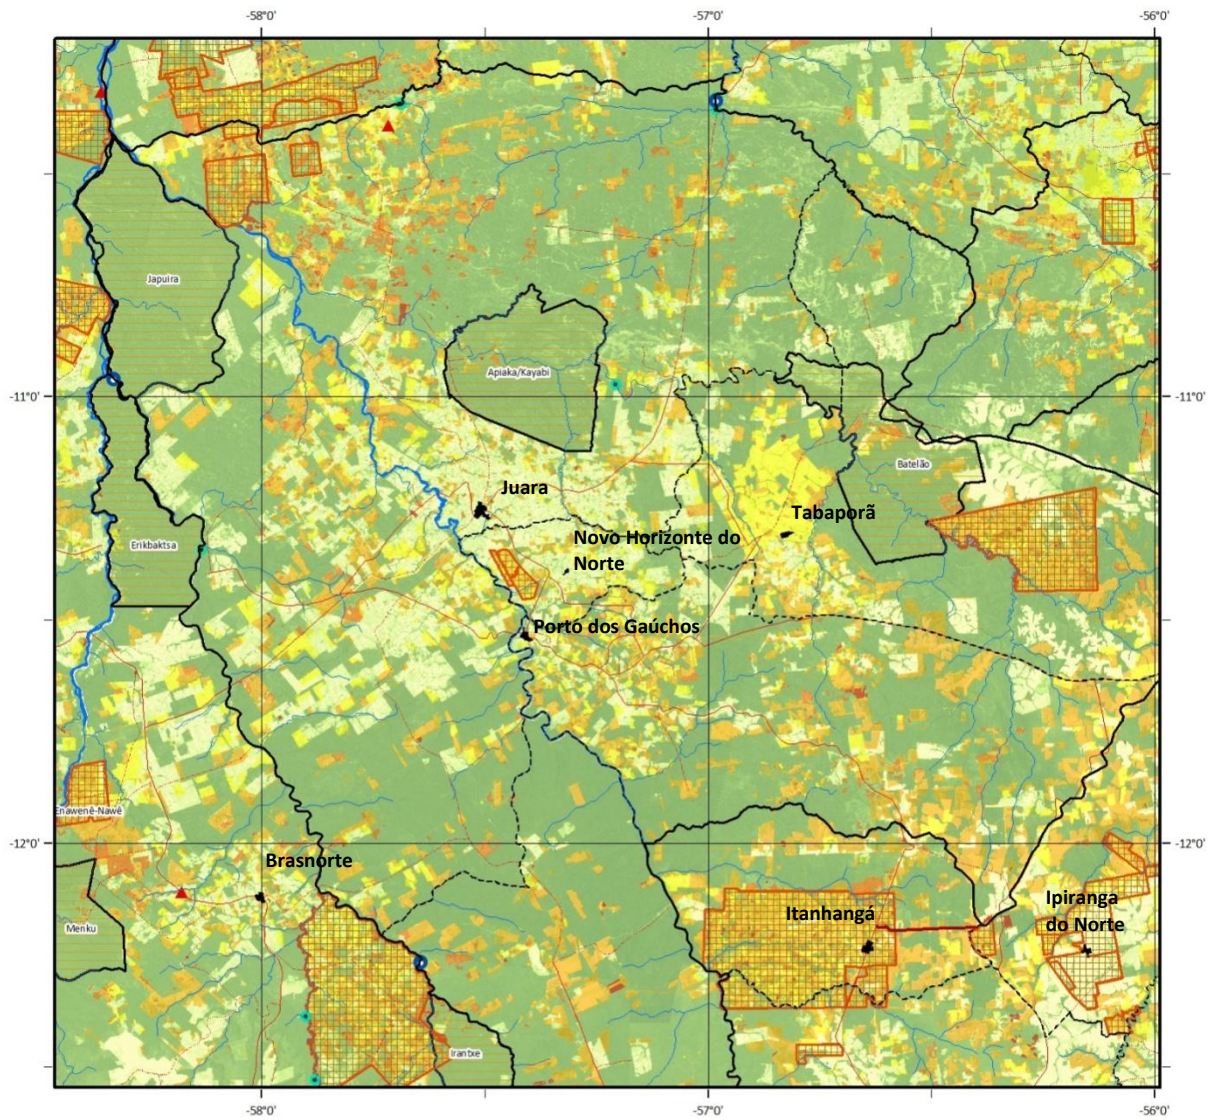 -58°0'
-57°0'
-56°0'
Japuira
Apiaka/Kayabi
-11°0'
-11°0'
Batelão
Juara
Tabaporã
Novo Horizonte do
Norte
Erikbaktsa
Porto dos Gaúchos
Enawenê-Nawê
-12°0'
-12°0'
Brasnorte
Menku
Itanhangá
Ipiranga
do Norte
Irantxe
-58°0'
-57°0'
-56°0'